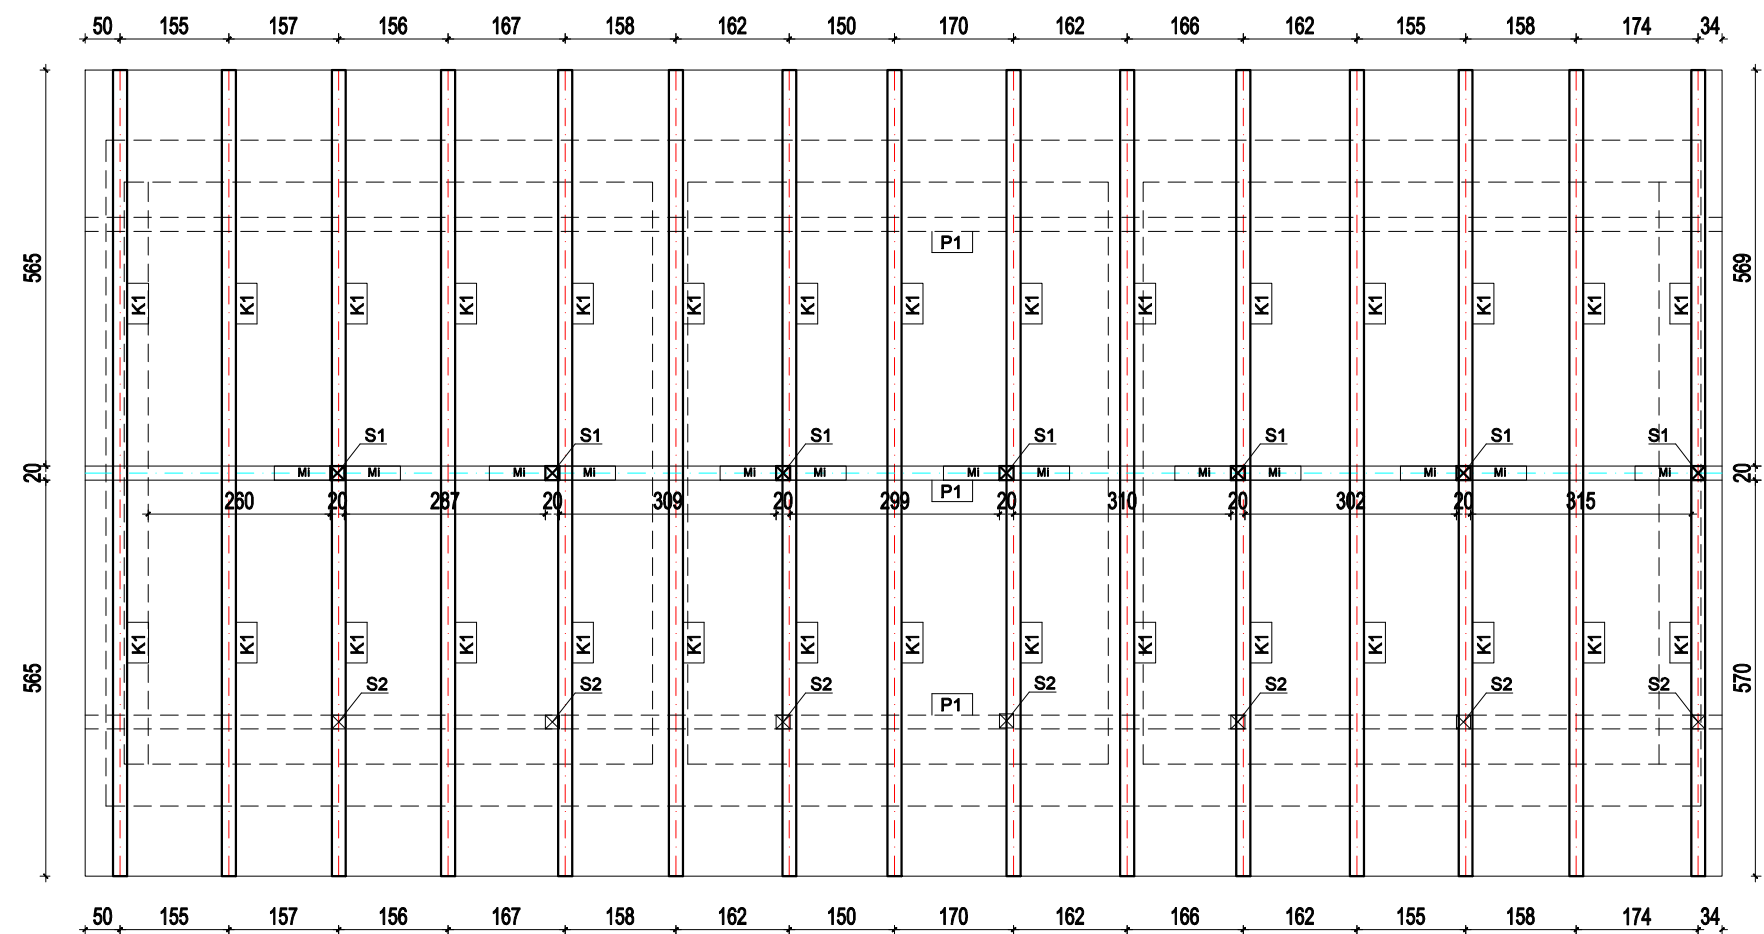 50 155 157 156 167 158 162 150 170 162 166 162 155 158 174 34
P1
565 569
K1 K1 K1 K1 K1 K1 K1 K1 K1 K1 K1 K1 K1 K1 K1
S1 S1 S1 S1 S1 S1 S1
20 Mi Mi Mi Mi Mi Mi Mi Mi Mi Mi Mi Mi Mi 20
P1
260 20 287 20 309 20 299 20 310 20 302 20 315
K1 K1 K1 K1 K1 K1 K1 K1 K1 K1 K1 K1 K1 K1 K1
565 570
S2 S2 S2 S2 S2 S2 S2
P1
50 155 157 156 167 158 162 150 170 162 166 162 155 158 174 34